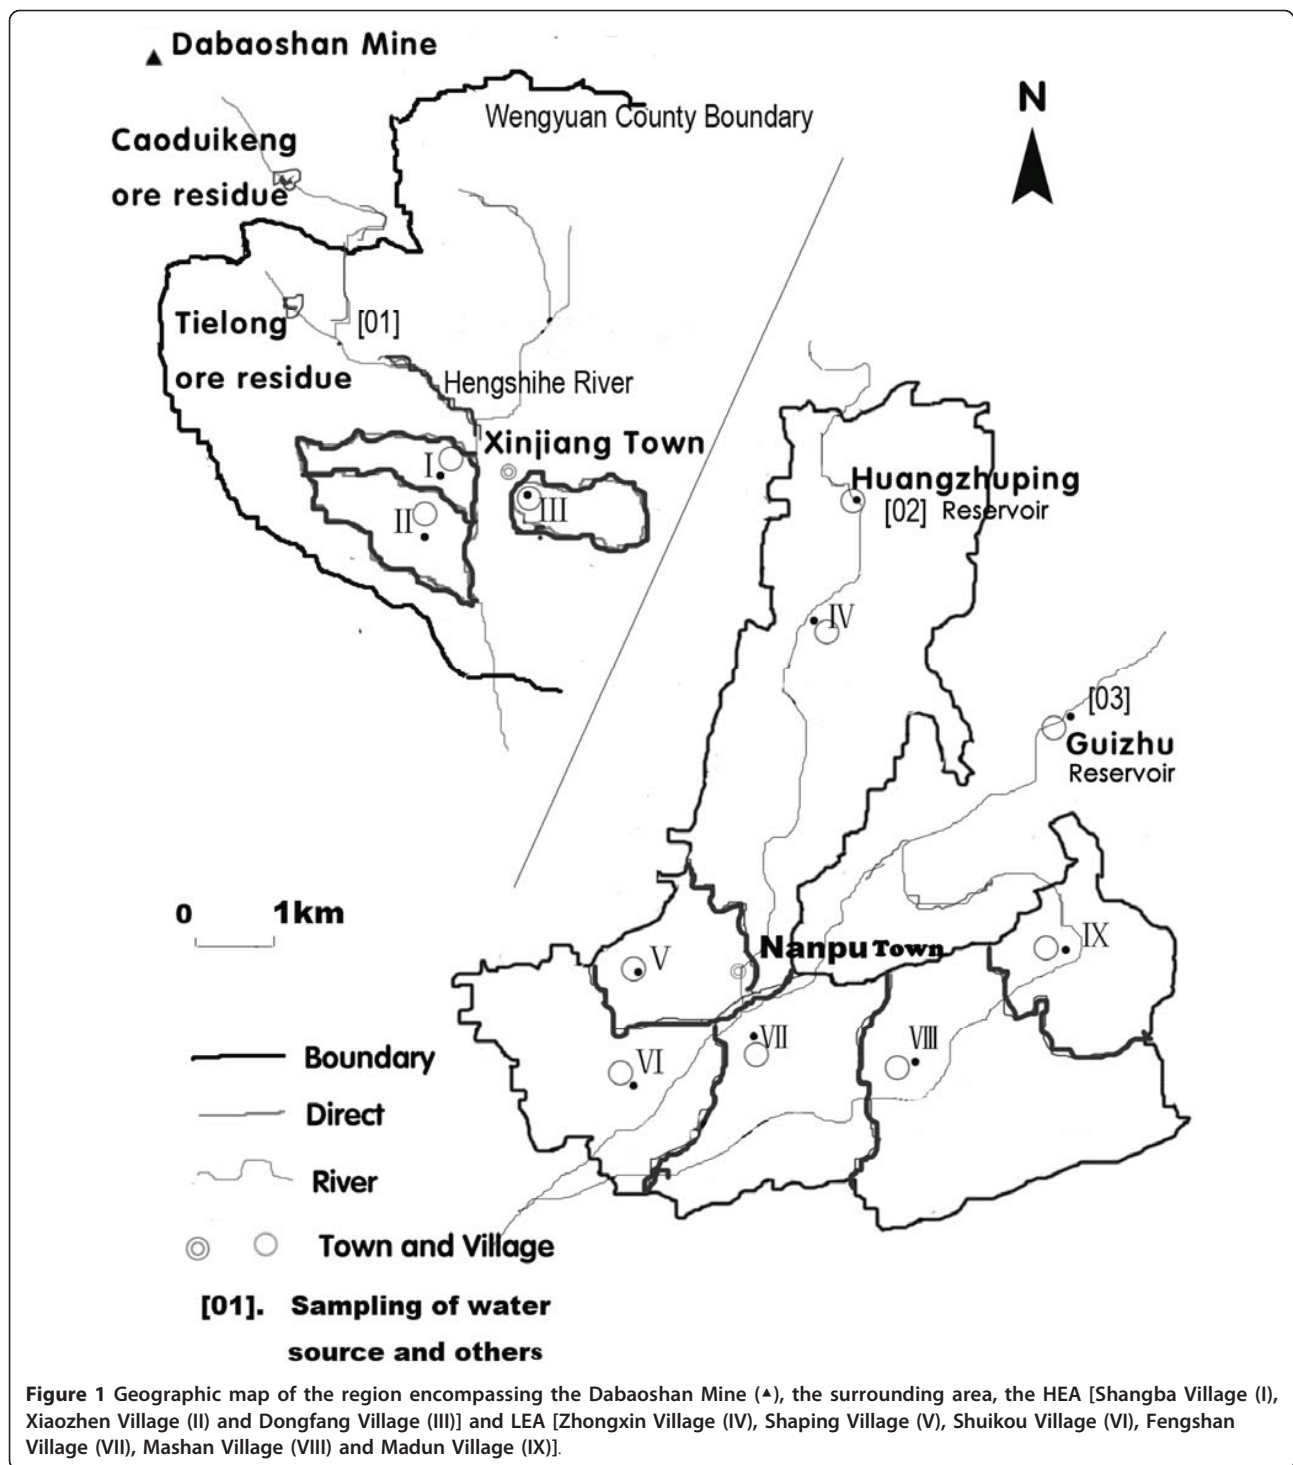 Dabaoshan Mine
N
Wengyuan County Boundary
Caoduikeng
ore residue
Tielong
ore residue
[01]
Hengshihe River
Xinjiang Town
I
II
III
Huangzhuping
[02] Reservoir
IV
[03]
Guizhu
Reservoir
0 1km
V
Nanpu Town
IX
VI
VII
VIII
Boundary
Direct
River
Town and Village
[01]. Sampling of water
source and others
Figure 1 Geographic map of the region encompassing the Dabaoshan Mine (▲), the surrounding area, the HEA [Shangba Village (I),
Xiaozhen Village (II) and Dongfang Village (III)] and LEA [Zhongxin Village (IV), Shaping Village (V), Shuikou Village (VI), Fengshan
Village (VII), Mashan Village (VIII) and Madun Village (IX)].